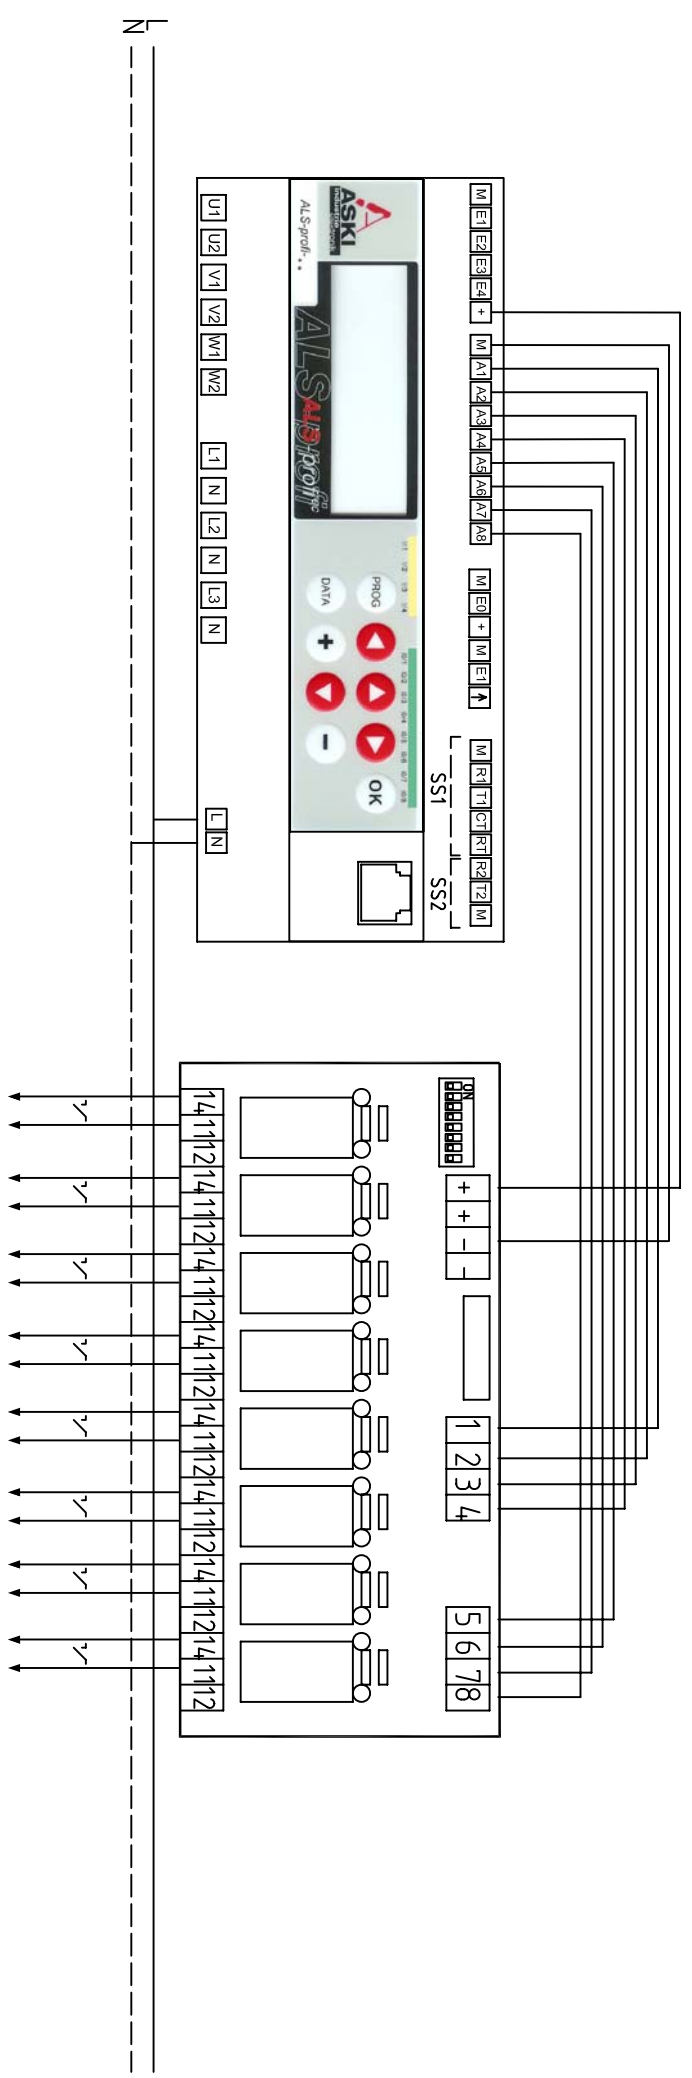 L
N
M E1 E2 E3 E4 + M A1 A2 A3 A4 A5 A6 A7 A8 M E0 + M E1 M R1 T1 CT RT R2 T2 M
SS1 SS2
ASKI
ALS-profi-..
ALS profi
PROG
DATA
+
-
OK
U1 U2 V1 V2 W1 W2 L1 N L2 N L3 N L N
ON
+ + - - 1 2 3 4 5 6 7 8
14 11 12 14 11 12 14 11 12 14 11 12 14 11 12 14 11 12 14 11 12 14 11 12